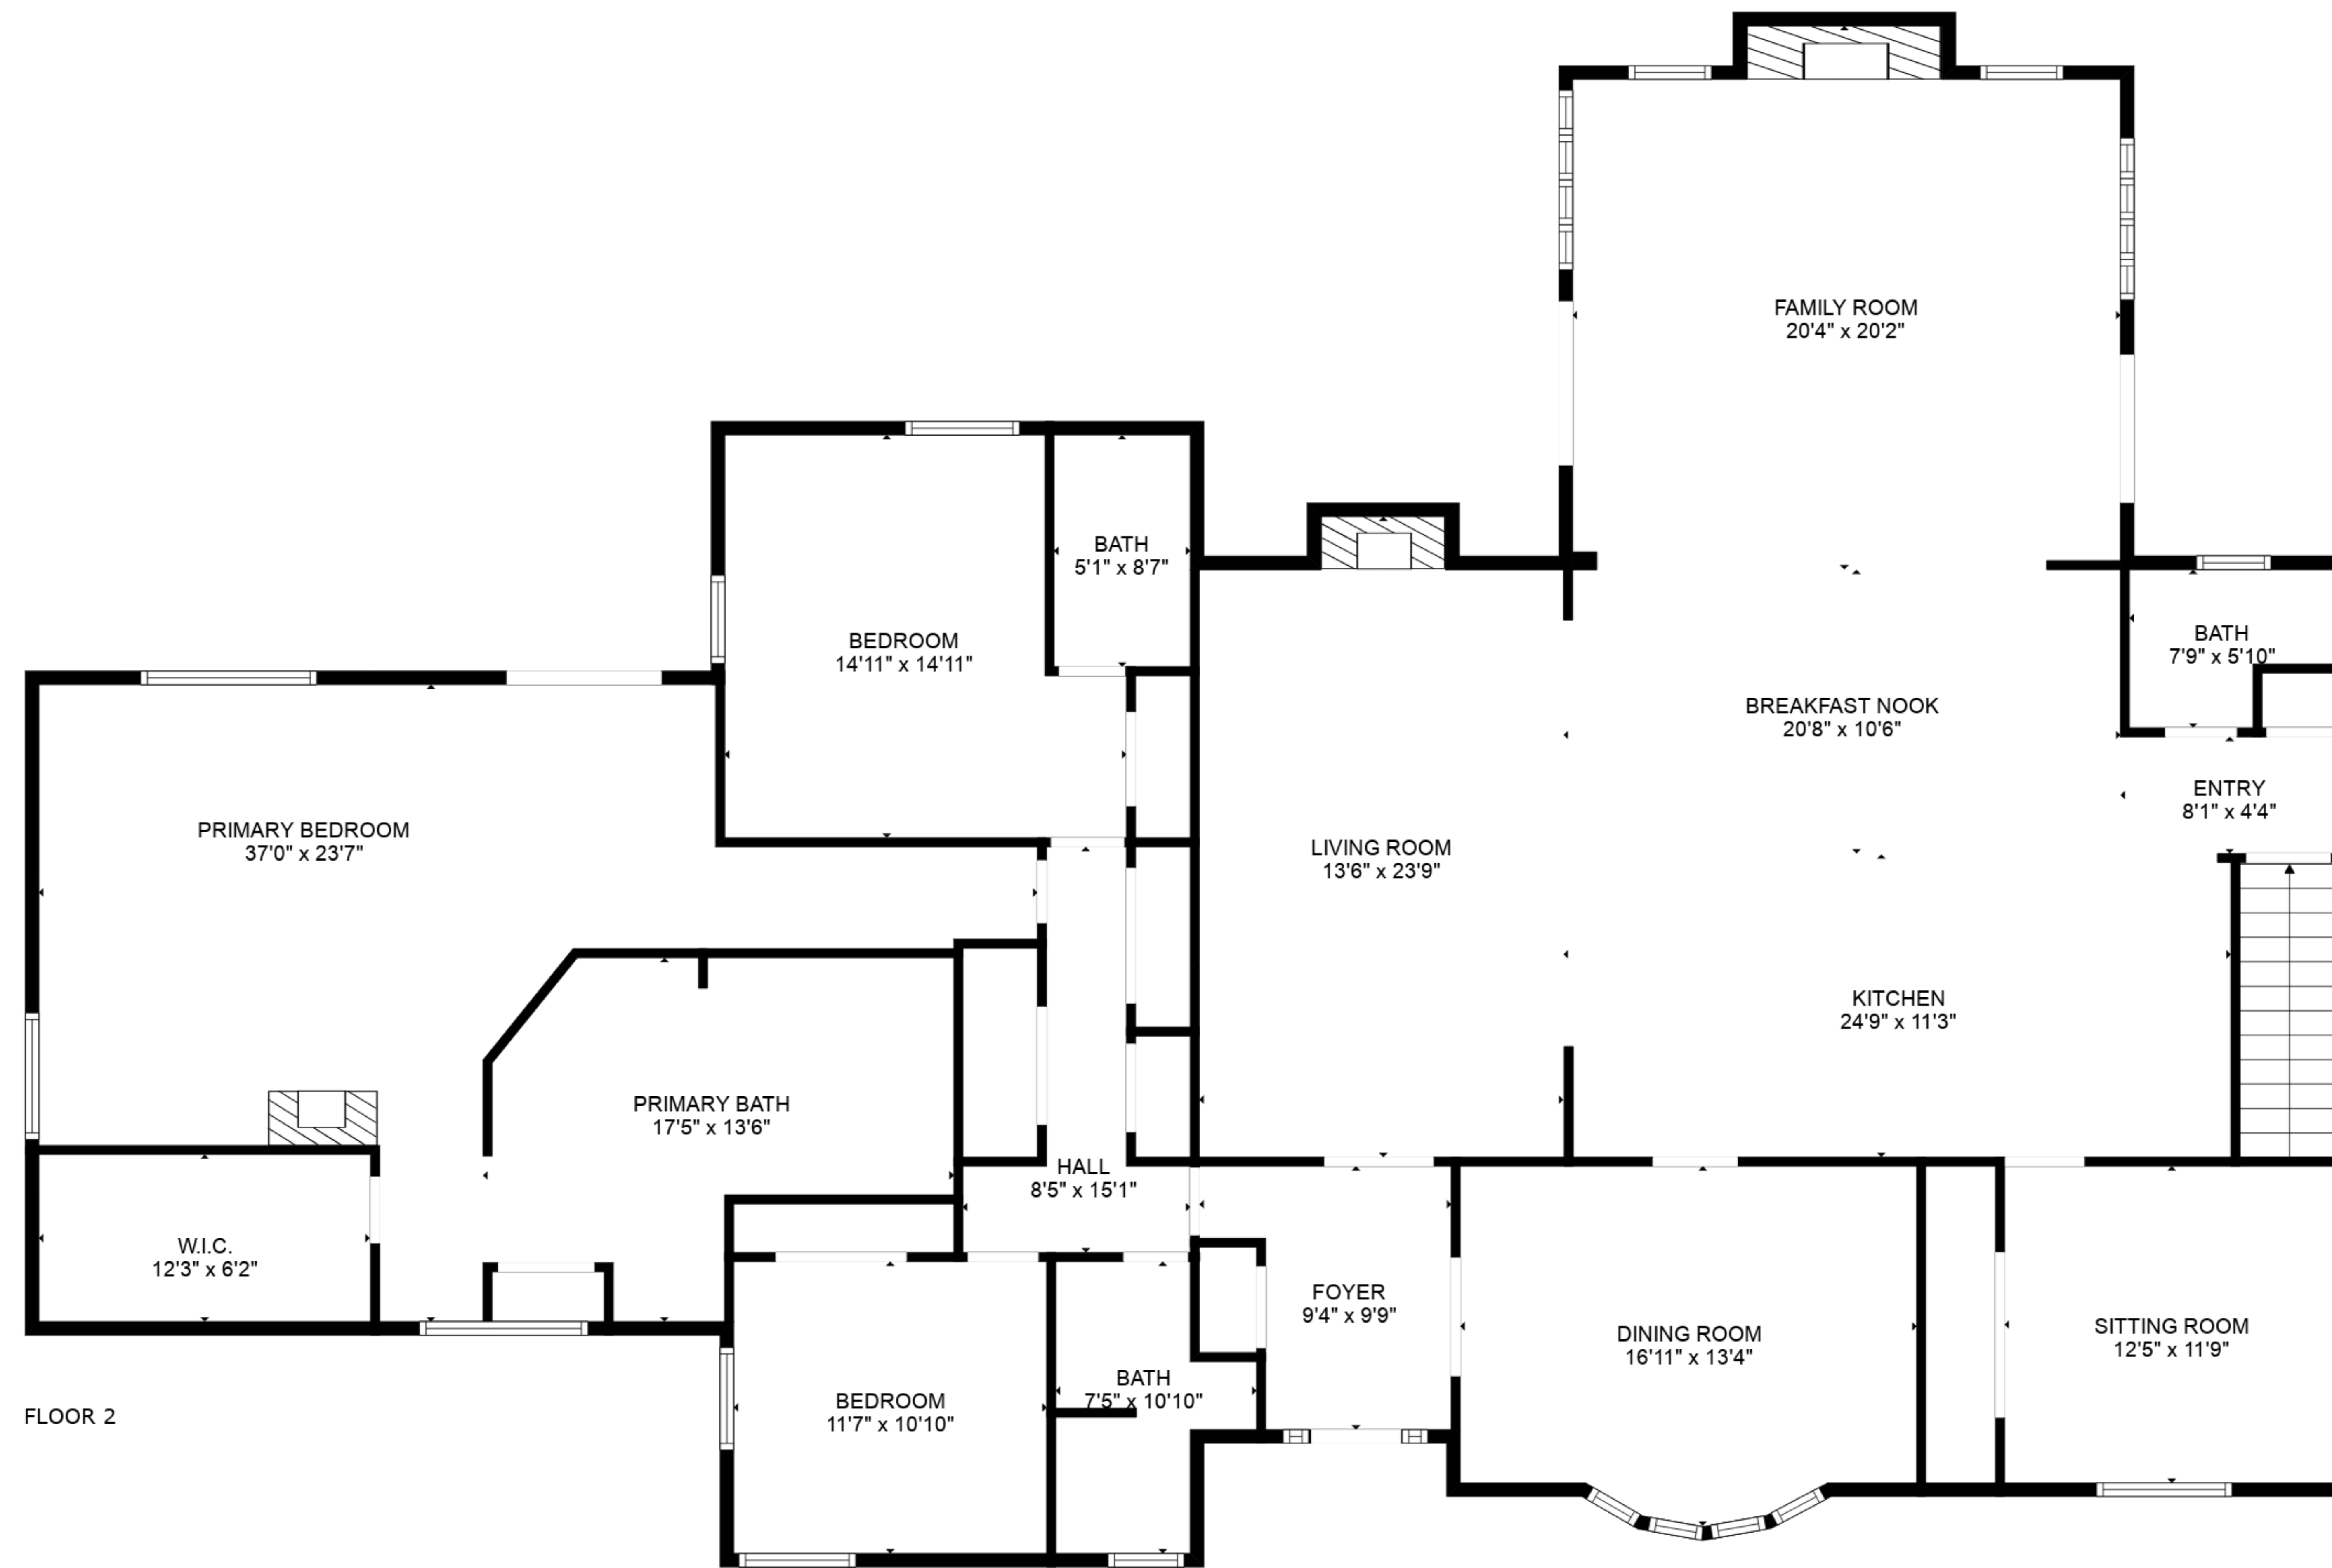 FAMILY ROOM
20'4" x 20'2"
BATH
5'1" x 8'7"
BEDROOM
14'11" x 14'11"
BATH
7'9" x 5'10"
BREAKFAST NOOK
20'8" x 10'6"
ENTRY
8'1" x 4'4"
PRIMARY BEDROOM
37'0" x 23'7"
LIVING ROOM
13'6" x 23'9"
KITCHEN
24'9" x 11'3"
PRIMARY BATH
17'5" x 13'6"
HALL
8'5" x 15'1"
W.I.C.
12'3" x 6'2"
FOYER
9'4" x 9'9"
DINING ROOM
16'11" x 13'4"
SITTING ROOM
12'5" x 11'9"
BATH
7'5" x 10'10"
BEDROOM
11'7" x 10'10"
FLOOR 2